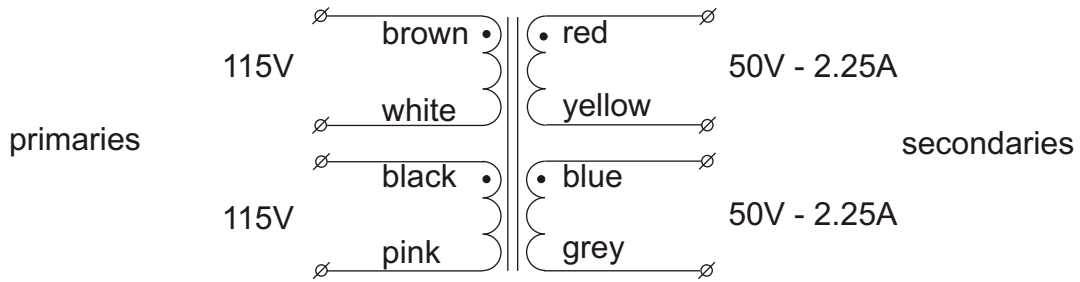 brown
red
115V
50V - 2.25A
white
yellow
primaries
secondaries
black
blue
115V
50V - 2.25A
pink
grey